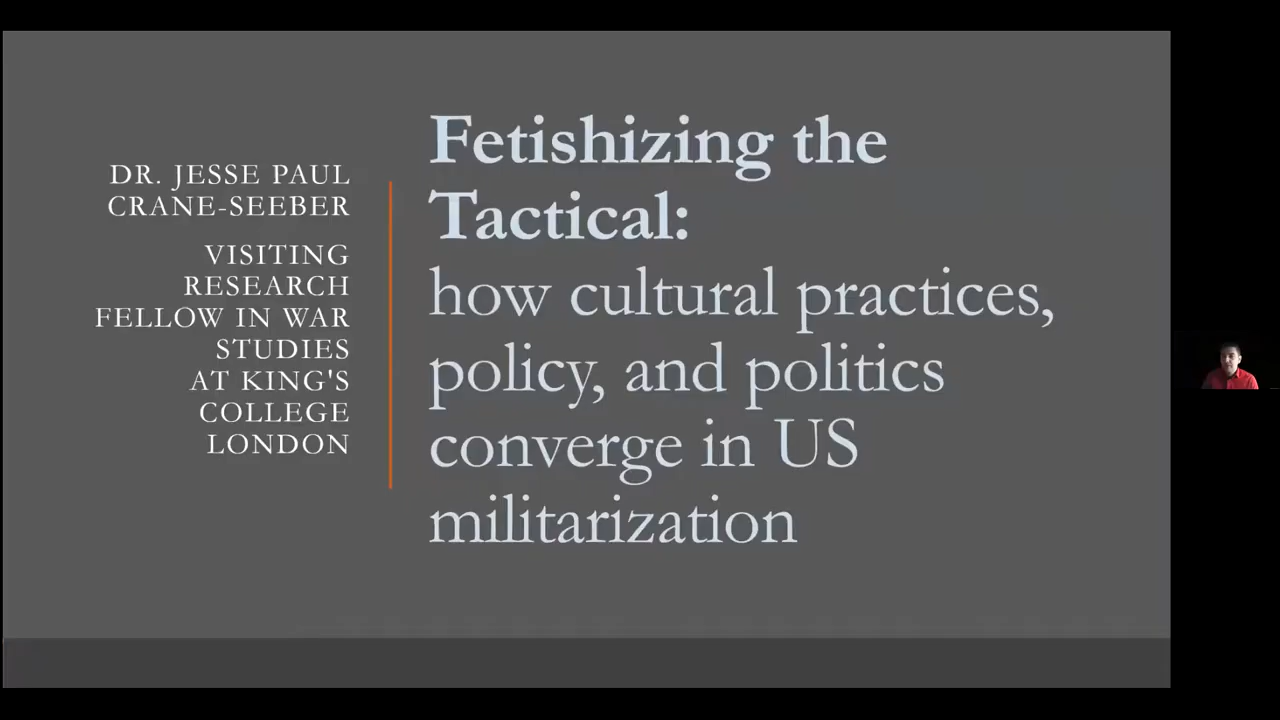 DR. JESSE PAUL
CRANE-SEEBER
VISITING
RESEARCH
FELLOW IN WAR
STUDIES
AT KING'S
COLLEGE
LONDON
Fetishizing the
Tactical:
how cultural practices,
policy, and politics
converge in US
militarization